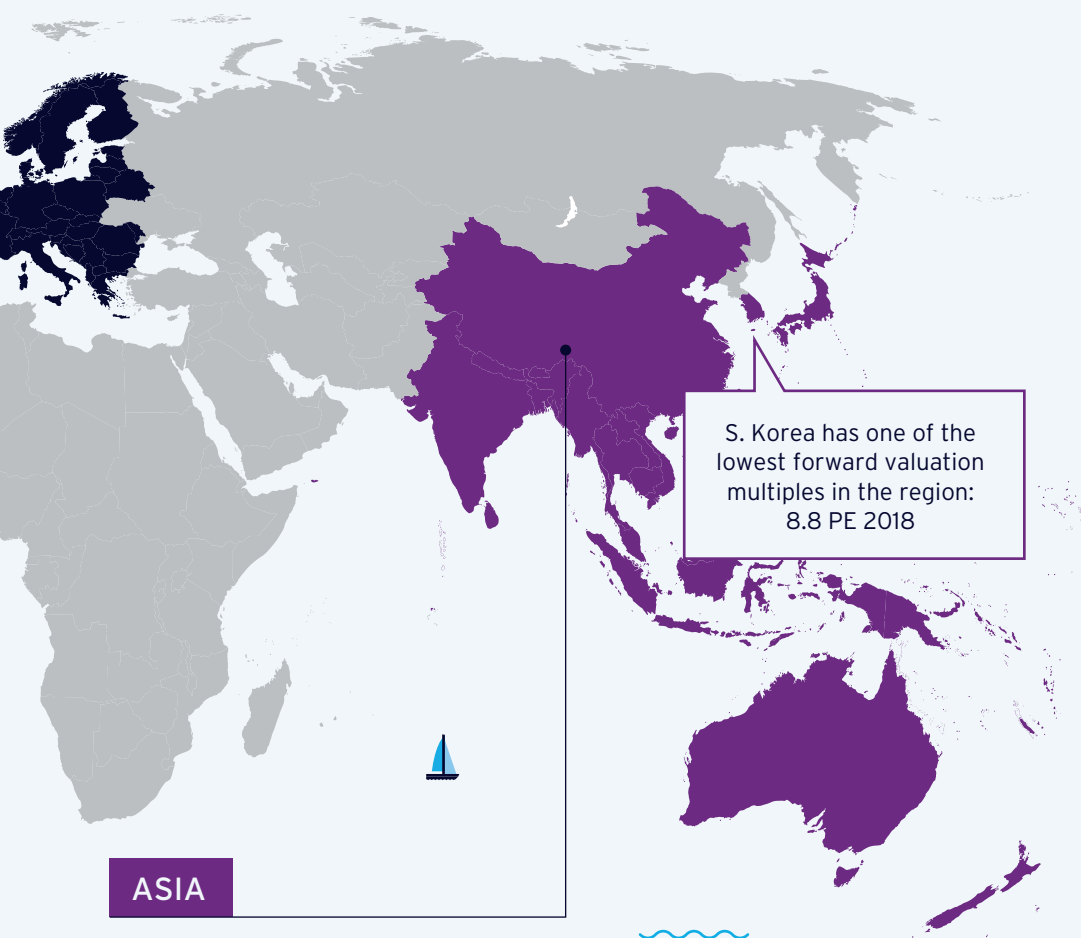 S. Korea has one of the
lowest forward valuation
multiples in the region:
8.8 PE 2018
ASIA